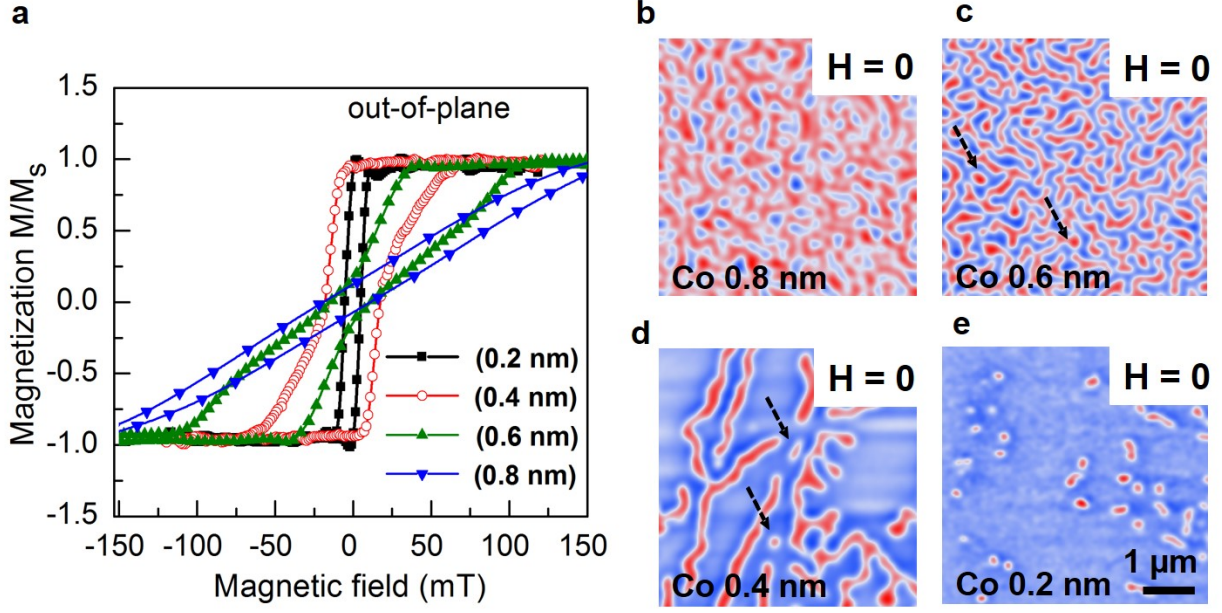 a
out-of-plane
Magnetization M/Ms
1.5
1.0
0.5
0.0
-0.5
-1.0
-1.5
(0.2 nm)
(0.4 nm)
(0.6 nm)
(0.8 nm)
-150 -100 -50 0 50 100 150
Magnetic field (mT)
b
H = 0
Co 0.8 nm
c
H = 0
Co 0.6 nm
d
H = 0
Co 0.4 nm
e
H = 0
Co 0.2 nm
1 µm